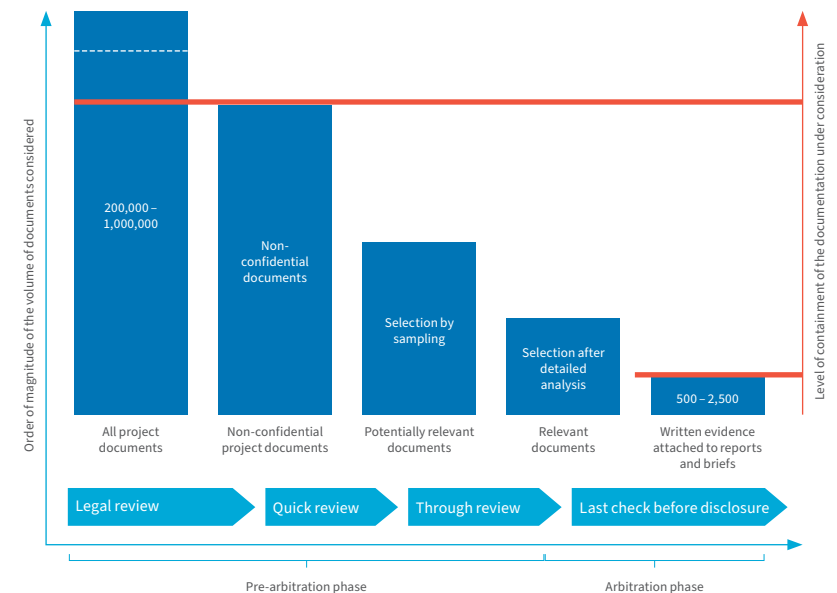 Order of magnitude of the volume of documents considered
Level of containment of the documentation under consideration
200,000 –
1,000,000
Non-
confidential
documents
Selection by
sampling
Selection after
detailed
analysis
500 – 2,500
All project
documents
Non-confidential
project documents
Potentially relevant
documents
Relevant
documents
Written evidence
attached to reports
and briefs
Legal review
Quick review
Through review
Last check before disclosure
Pre-arbitration phase
Arbitration phase